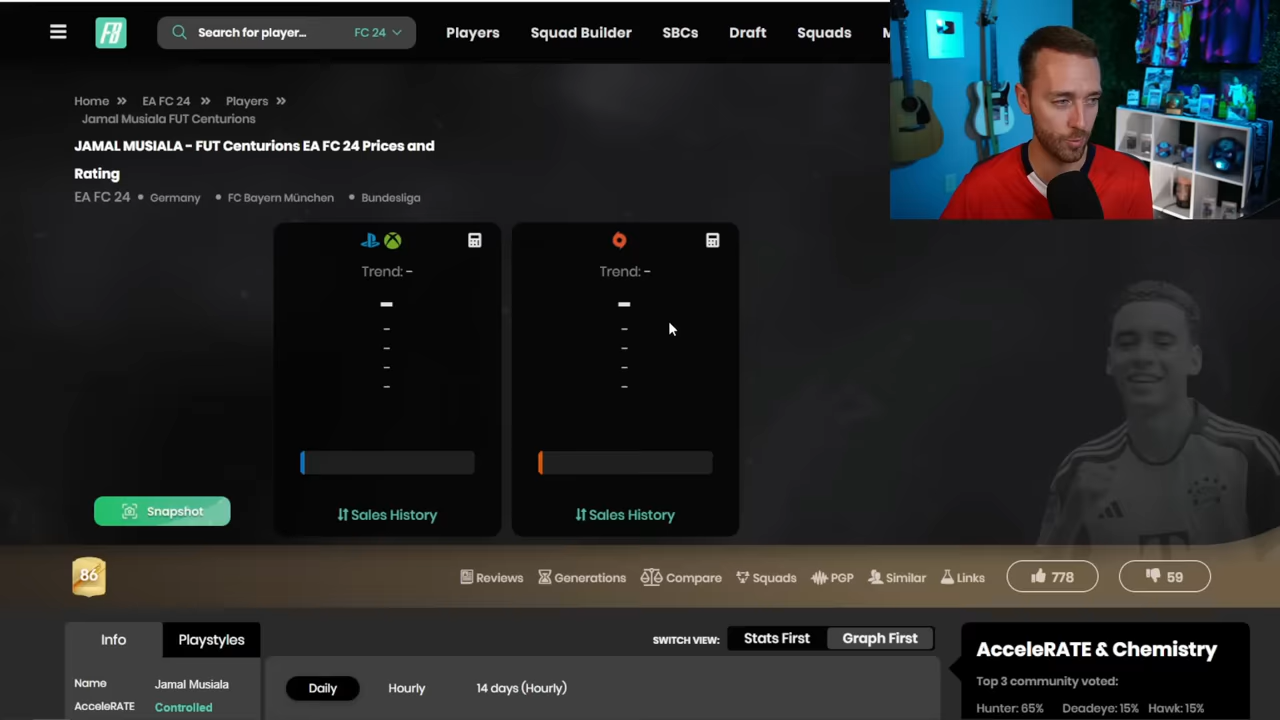 FB
Search for player...
FC 24
Players
Squad Builder
SBCs
Draft
Squads
Home » EA FC 24 » Players »
Jamal Musiala FUT Centurions
JAMAL MUSIALA - FUT Centurions EA FC 24 Prices and
Rating
EA FC 24 • Germany • FC Bayern München • Bundesliga
Trend: -
-
-
-
-
-
Sales History
Trend: -
-
-
-
-
-
Sales History
Snapshot
86
Reviews
Generations
Compare
Squads
PGP
Similar
Links
778
59
Info
Playstyles
SWITCH VIEW:
Stats First
Graph First
AcceleRATE & Chemistry
Top 3 community voted:
Hunter: 65% Deadeye: 15% Hawk: 15%
Name Jamal Musiala
AcceleRATE Controlled
Daily
Hourly
14 days (Hourly)